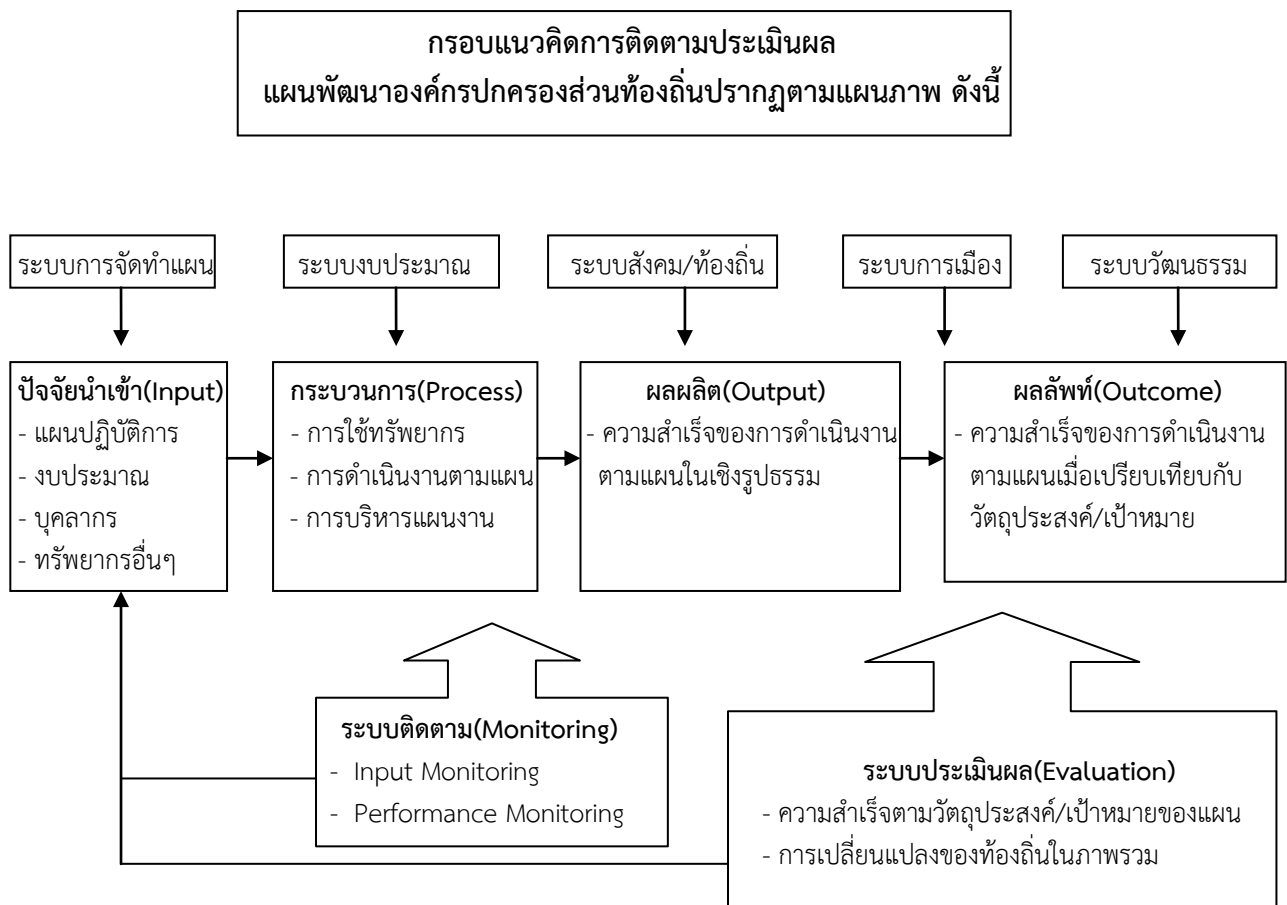 กรอบแนวคิดการติดตามประเมินผล
แผนพัฒนาองค์กรปกครองส่วนท้องถิ่นปรากฏตามแผนภาพ ดังนี้
ระบบการจัดทำแผน
ระบบงบประมาณ
ระบบสังคม/ท้องถิ่น
ระบบการเมือง
ระบบวัฒนธรรม
ปัจจัยนำเข้า(Input)
- แผนปฏิบัติการ
- งบประมาณ
- บุคลากร
- ทรัพยากรอื่นๆ
กระบวนการ(Process)
- การใช้ทรัพยากร
- การดำเนินงานตามแผน
- การบริหารแผนงาน
ผลผลิต(Output)
- ความสำเร็จของการดำเนินงาน
ตามแผนในเชิงรูปธรรม
ผลลัพท์(Outcome)
- ความสำเร็จของการดำเนินงาน
ตามแผนเมื่อเปรียบเทียบกับ
วัตถุประสงค์/เป้าหมาย
ระบบติดตาม(Monitoring)
- Input Monitoring
- Performance Monitoring
ระบบประเมินผล(Evaluation)
- ความสำเร็จตามวัตถุประสงค์/เป้าหมายของแผน
- การเปลี่ยนแปลงของท้องถิ่นในภาพรวม